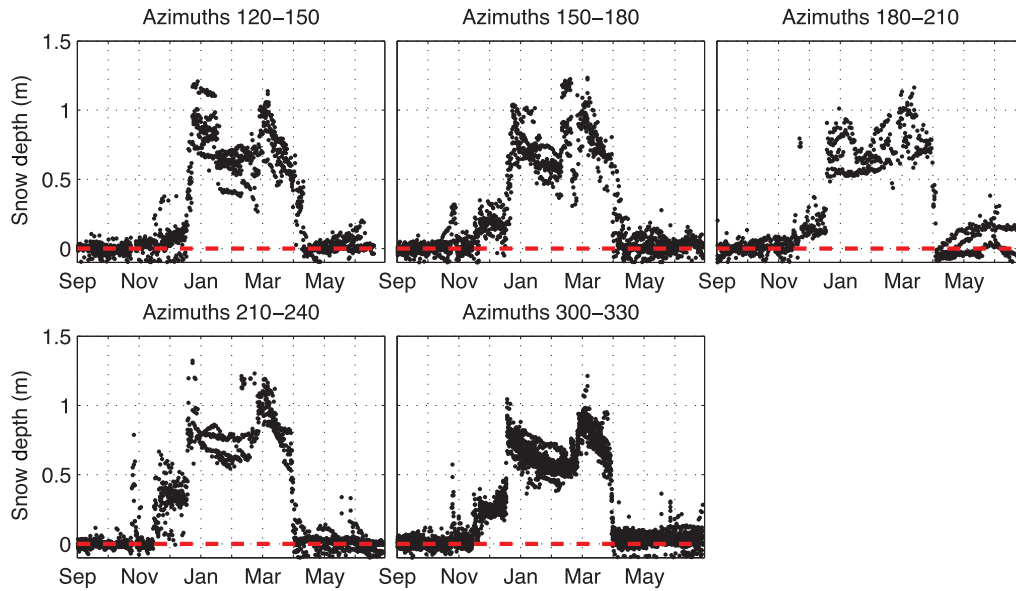 Azimuths 120–150 Azimuths 150–180 Azimuths 180–210
1.5
1
0.5
0
Snow depth (m)
Sep Nov Jan Mar May Sep Nov Jan Mar May Sep Nov Jan Mar May
Azimuths 210–240 Azimuths 300–330
1.5
1
0.5
0
Snow depth (m)
Sep Nov Jan Mar May Sep Nov Jan Mar May